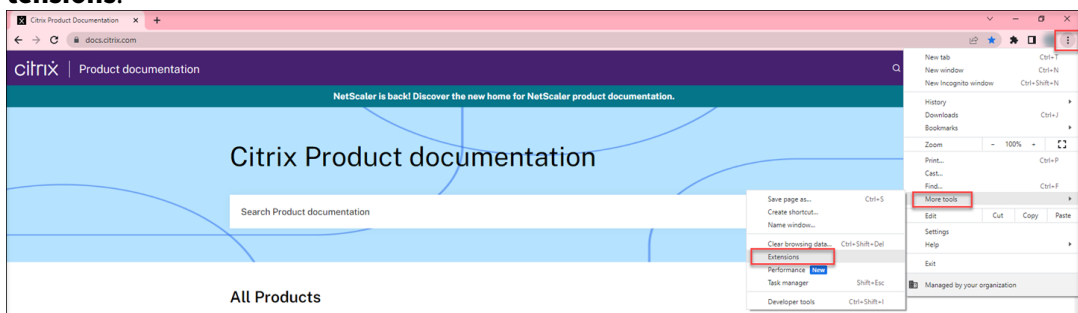 tensions.
Citrix Product Documentation
docs.citrix.com
citrix | Product documentation
NetScaler is back! Discover the new home for NetScaler product documentation.
Citrix Product documentation
Search Product documentation
All Products
New tab Ctrl+T
New window Ctrl+N
New Incognito window Ctrl+Shift+N
History
Downloads Ctrl+J
Bookmarks
Zoom - 100% +
Print... Ctrl+P
Cast...
Find... Ctrl+F
More tools
Edit Cut Copy Paste
Settings
Help
Exit
Managed by your organization
Save page as... Ctrl+S
Create shortcut...
Name window...
Clear browsing data... Ctrl+Shift+Del
Extensions
Performance New
Task manager Shift+Esc
Developer tools Ctrl+Shift+I